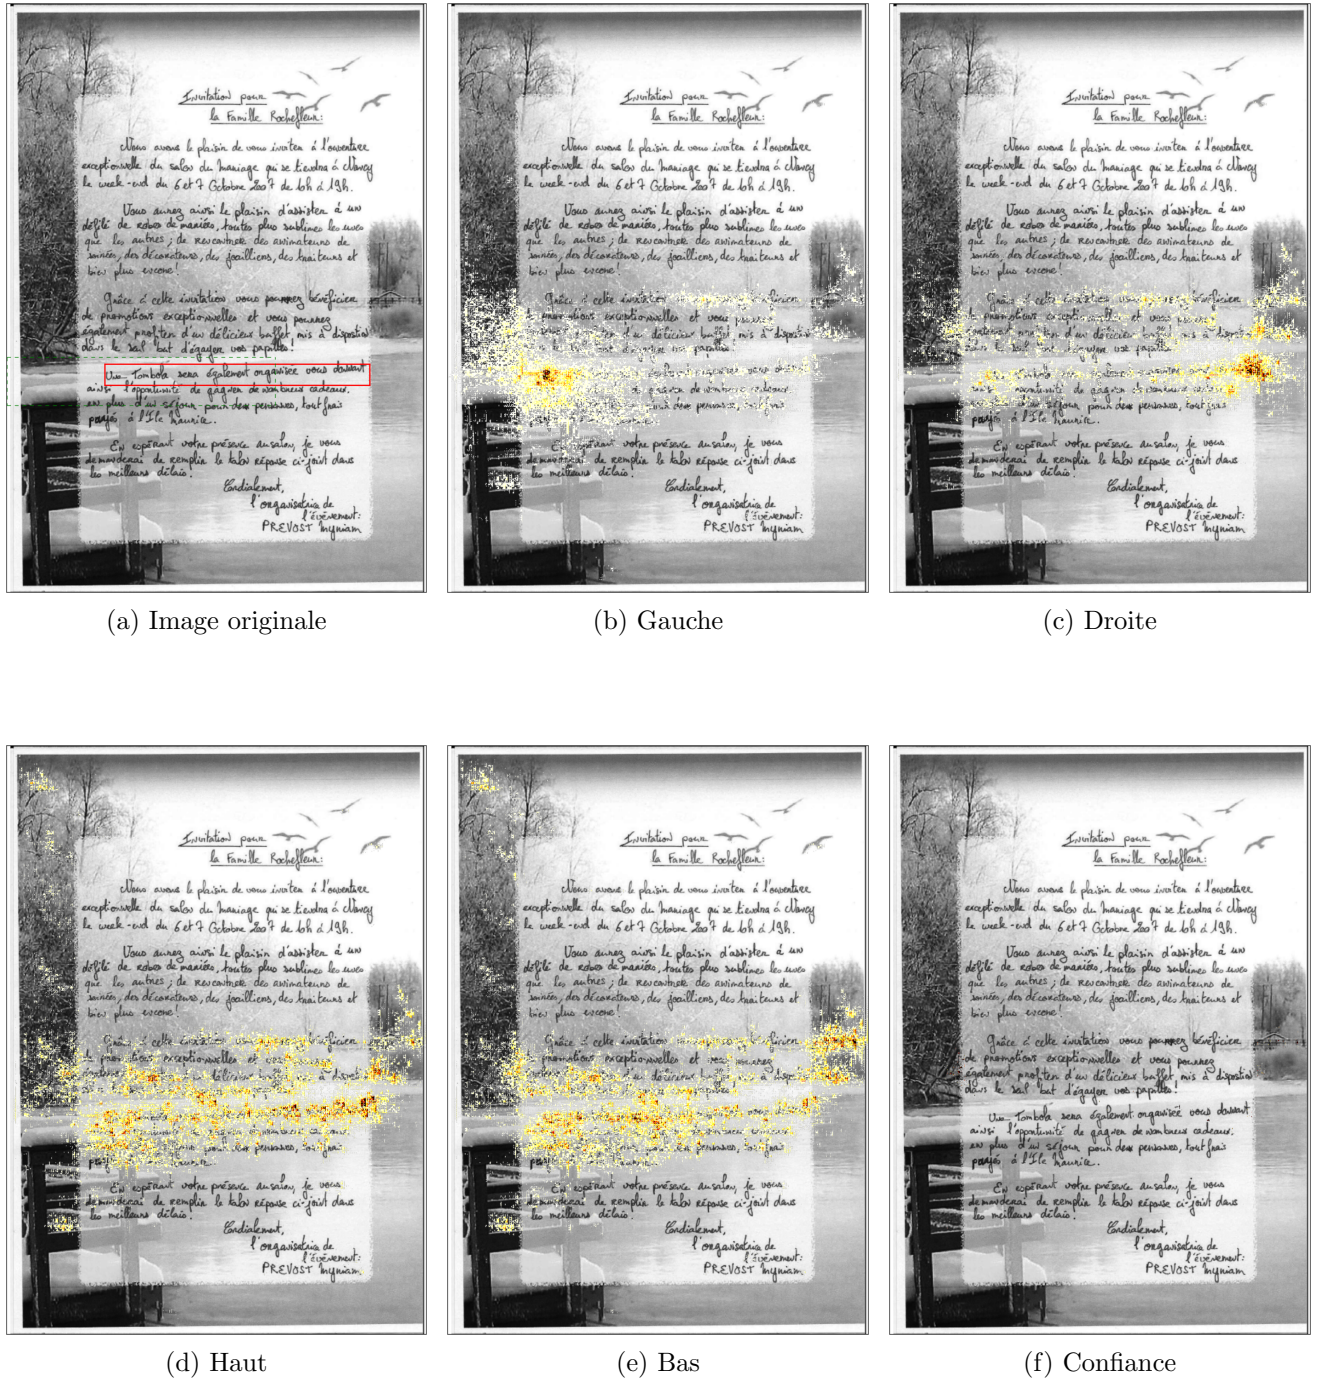 Invitation pour
la Famille Rochefleur:
Nous avons le plaisir de vous inviter à l'ouverture
exceptionnelle du salon du mariage qui se tiendra à Nancy
le week-end du 6 et 7 Octobre 2007 de 10h à 19h.
Vous aurez ainsi le plaisir d'assister à un
défilé de robes de mariées, toutes plus sublimes les unes
que les autres ; de rencontrer des animateurs de
soirées, des décorateurs, des joailliers, des traiteurs et
bien plus encore!
Grâce à cette invitation vous pourrez bénéficier
de promotions exceptionnelles et vous pourrez
également profiter d'un délicieux buffet, mis à disposition
dans le seul but d'égayer vos papilles!
Une Tombola sera également organisée vous donnant
ainsi l'opportunité de gagner de nombreux cadeaux.
en plus d'un séjour pour deux personnes, tout frais
payés à l'Ile Maurice.
En espérant votre présence au salon, je vous
demanderai de remplir le talon réponse ci-joint dans
les meilleurs délais.
Cordialement,
l'organisatrice de
l'événement:
PREVOST Myriam
(a) Image originale
(b) Gauche
(c) Droite
(d) Haut
(e) Bas
(f) Confiance